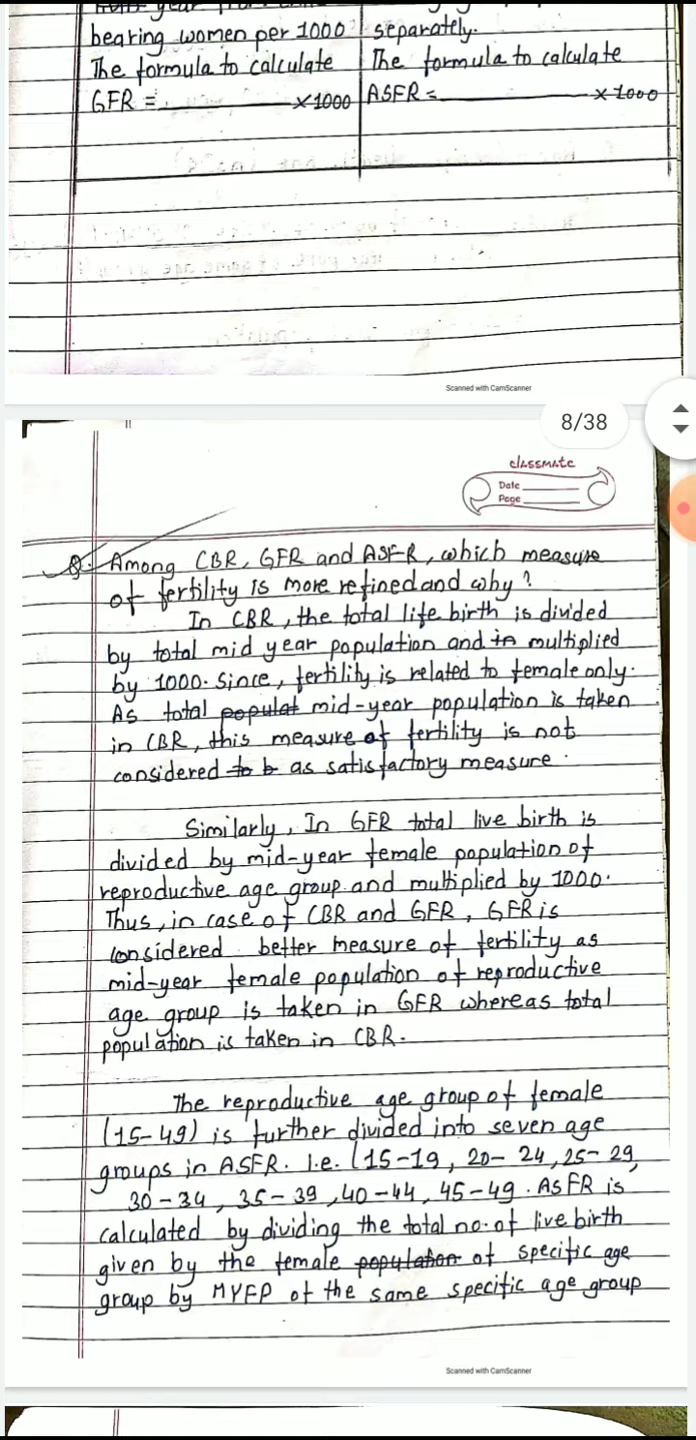 bearing women per 1000 separately.
The formula to calculate The formula to calculate
GFR = ×1000 ASFR = ×1000
Scanned with CamScanner
8/38
classmate
Date
Page
Q. Among CBR, GFR and ASFR, which measure
of fertility is more refined and why?
In CBR, the total life birth is divided
by total mid year population and in multiplied
by 1000. Since, fertility is related to female only.
As total populat mid-year population is taken
in CBR, this measure of fertility is not
considered to b as satisfactory measure.
Similarly, In GFR total live birth is
divided by mid-year female population of
reproductive age group and multiplied by 1000.
Thus, in case of CBR and GFR, GFR is
considered better measure of fertility as
mid-year female population of reproductive
age group is taken in GFR whereas total
population is taken in CBR.
The reproductive age group of female
(15-49) is further divided into seven age
groups in ASFR. I.e. (15-19, 20-24, 25-29,
30-34, 35-39, 40-44, 45-49. ASFR is
calculated by dividing the total no. of live birth
given by the female population of specific age
group by MYFP of the same specific age group
Scanned with CamScanner